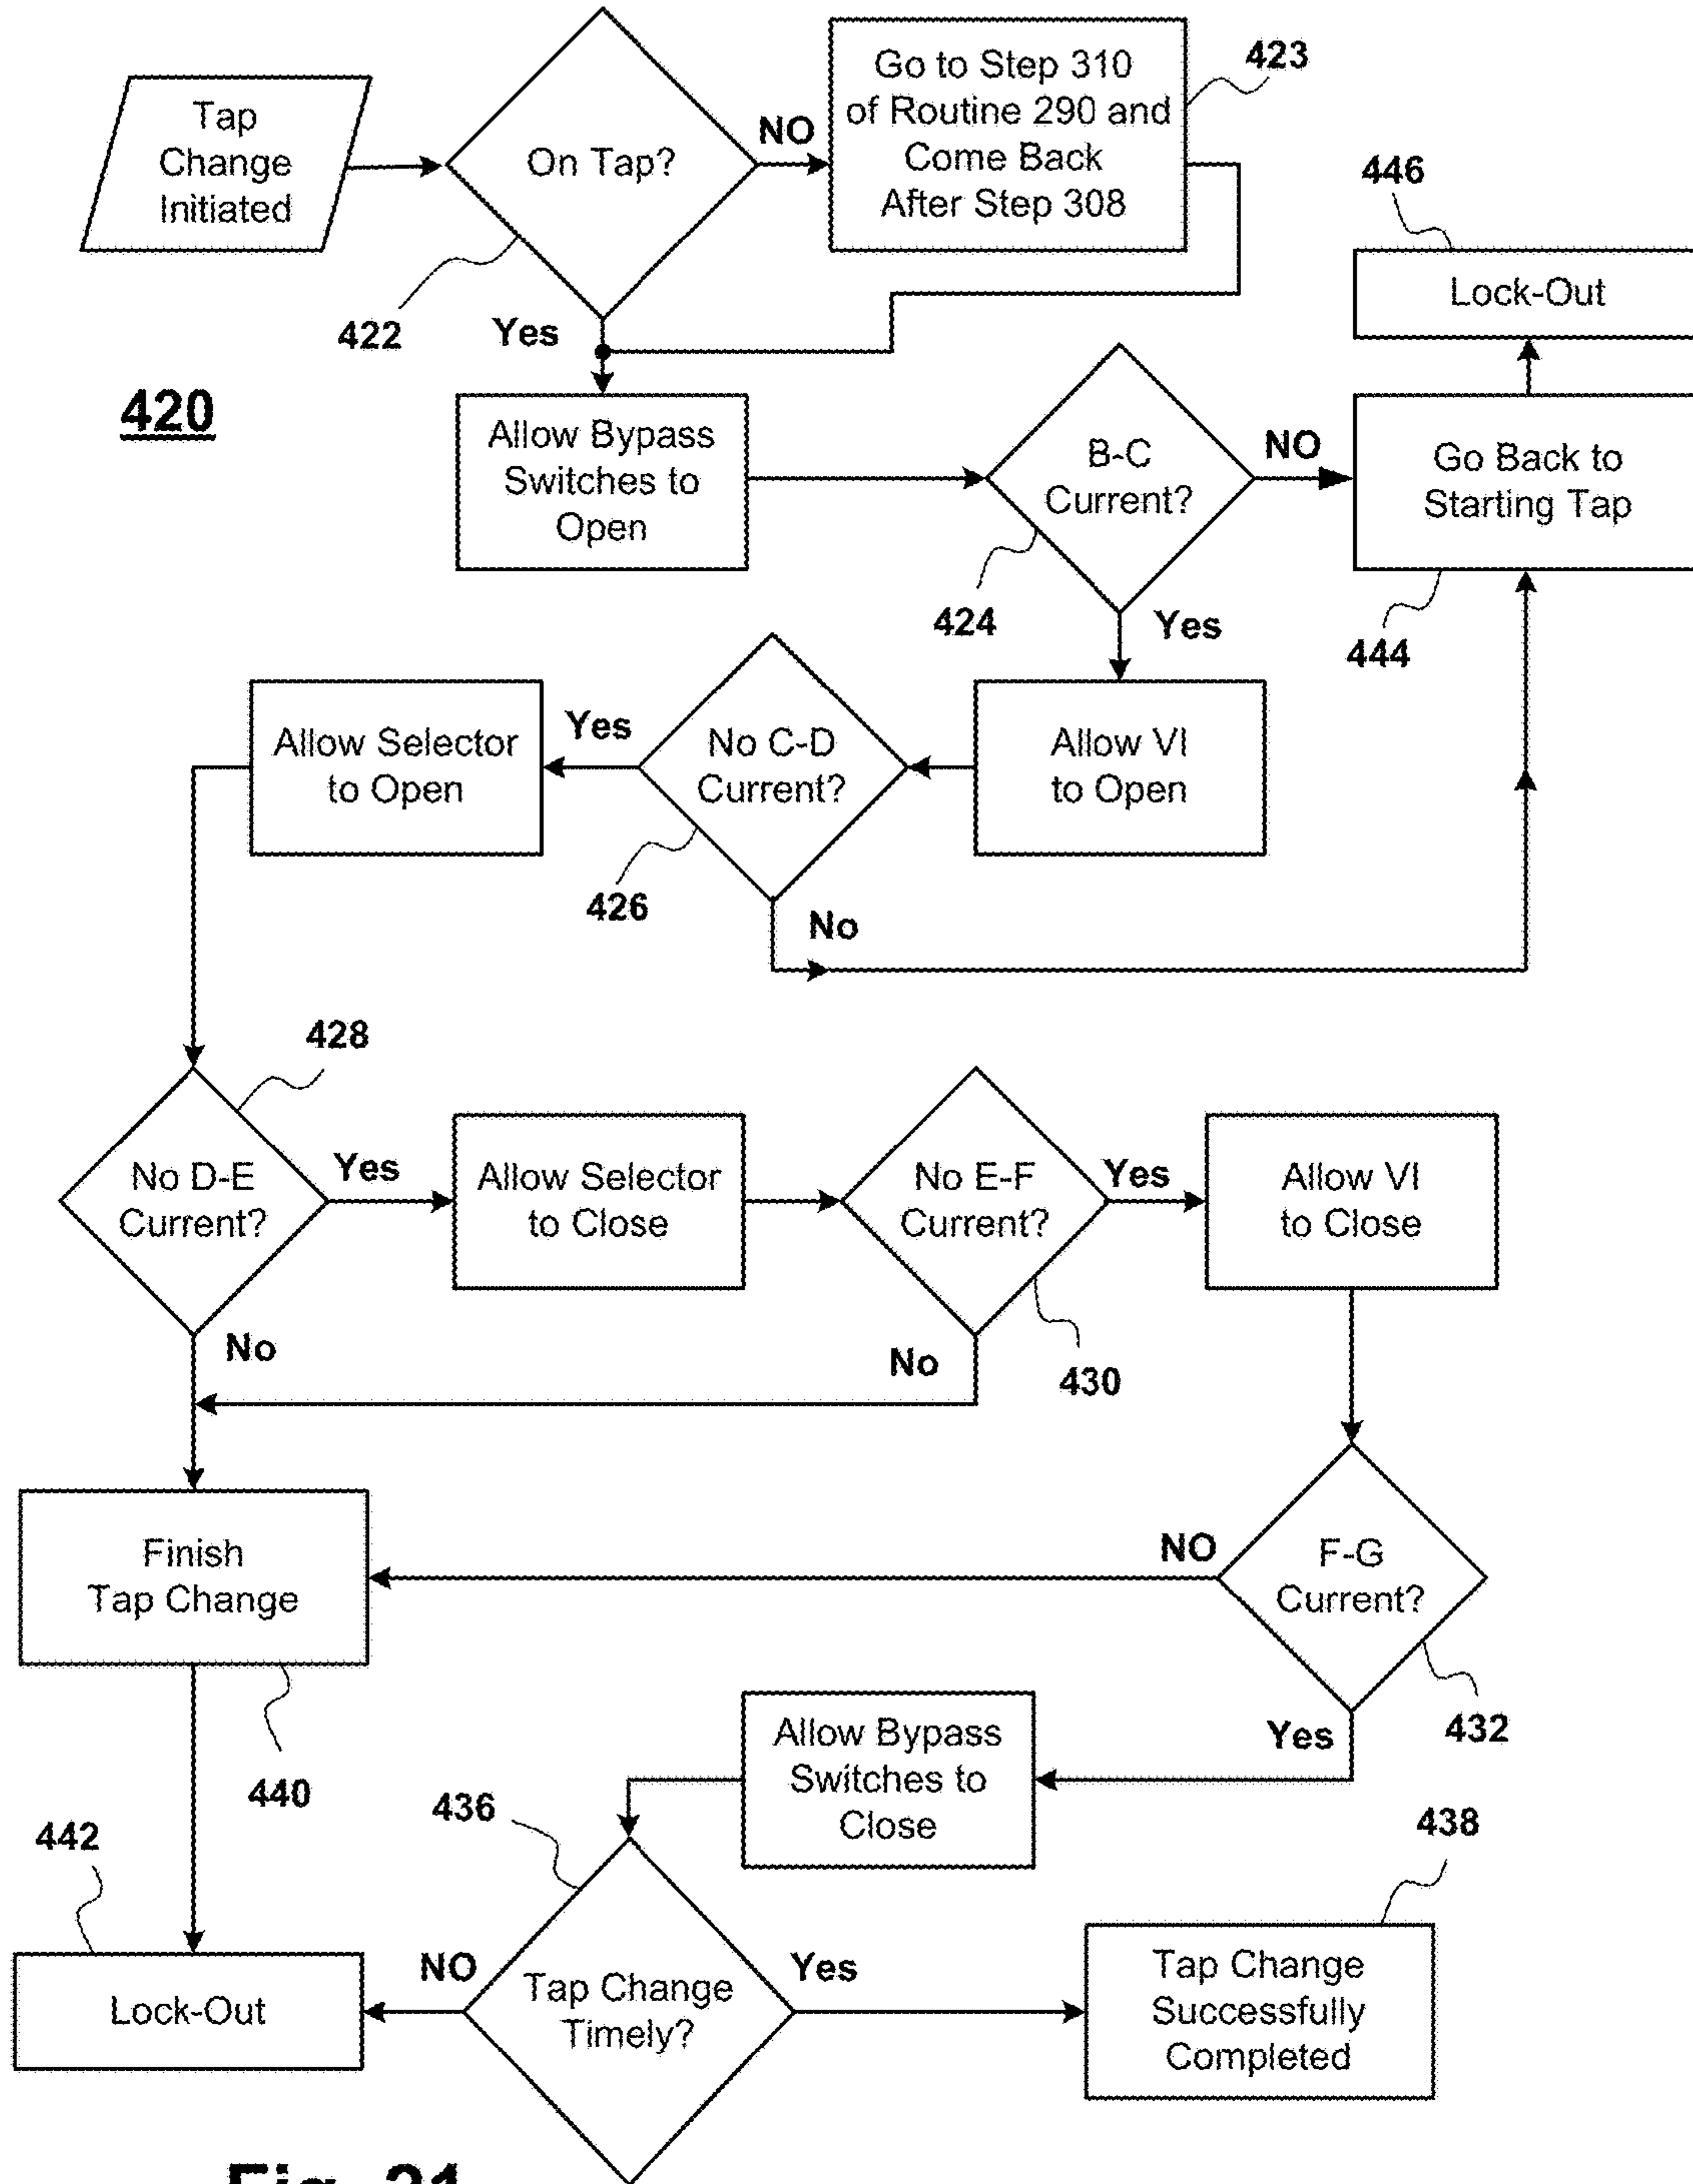 Tap
Change
Initiated
On Tap?
NO
Go to Step 310
of Routine 290 and
Come Back
After Step 308
423
422
Yes
446
Lock-Out
420
Allow Bypass
Switches to
Open
B-C
Current?
NO
Go Back to
Starting Tap
424
Yes
444
Allow Selector
to Open
Yes
No C-D
Current?
Allow VI
to Open
426
No
428
No D-E
Current?
Yes
Allow Selector
to Close
No E-F
Current?
Yes
Allow VI
to Close
No
No
430
Finish
Tap Change
NO
F-G
Current?
440
Allow Bypass
Switches to
Close
Yes
432
442
436
438
Lock-Out
NO
Tap Change
Timely?
Yes
Tap Change
Successfully
Completed
Fig. 21